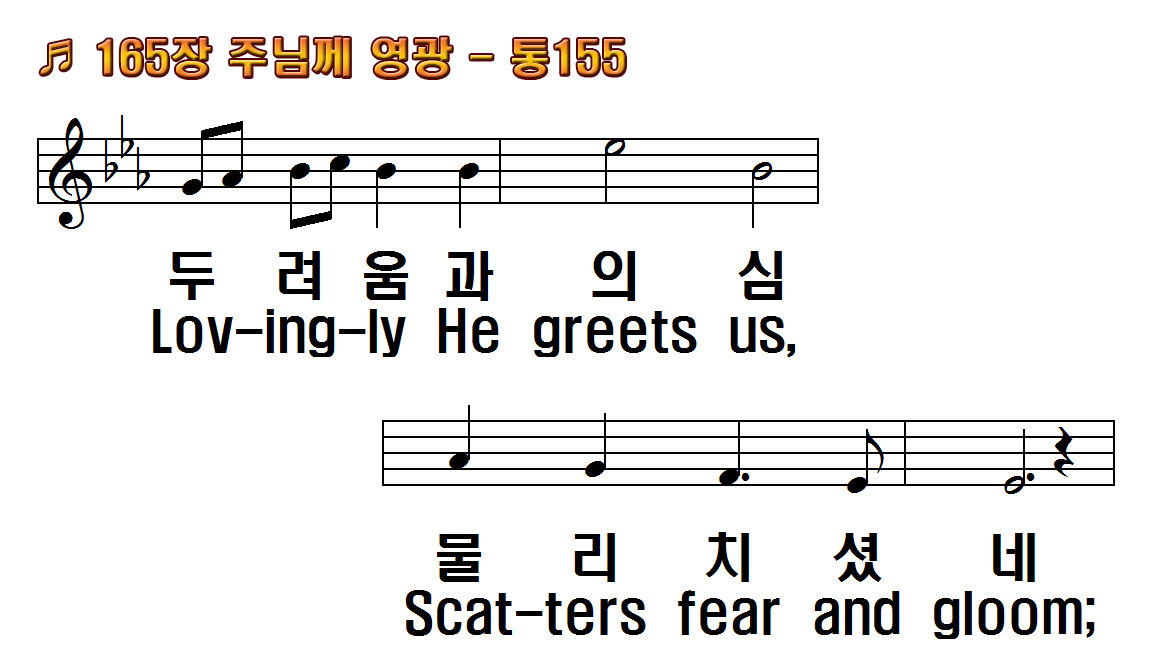 ♬ 165장 주님께 영광 - 통155
두 려 움 과 의 심
Lov-ing-ly He greets us,
물 리 치 셨 네
Scat-ters fear and gloom;